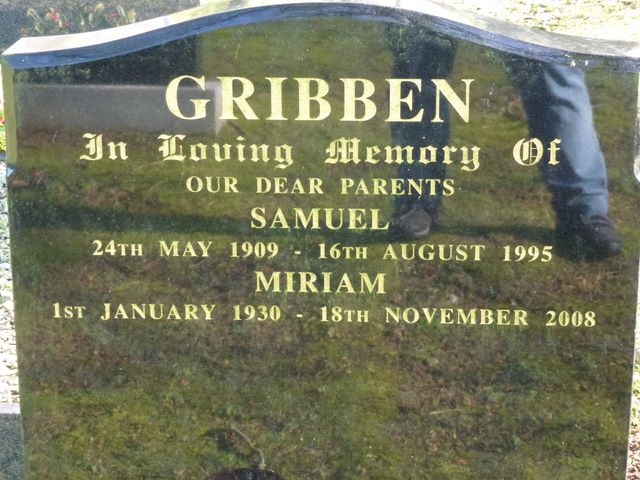 GRIBBEN
In Loving Memory Of
OUR DEAR PARENTS
SAMUEL
24TH MAY 1909 - 16TH AUGUST 1995
MIRIAM
1ST JANUARY 1930 - 18TH NOVEMBER 2008